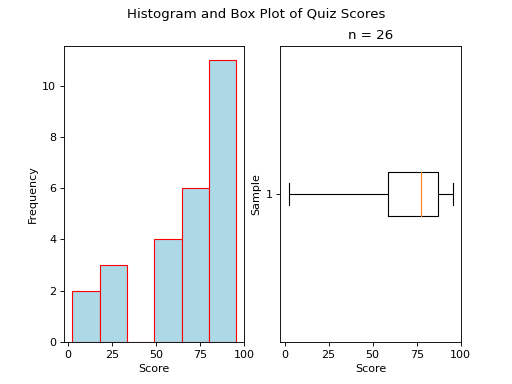 Histogram and Box Plot of Quiz Scores
Frequency
10
8
6
4
2
0
0 25 50 75 100
Score
n = 26
Sample
1
0 25 50 75 100
Score